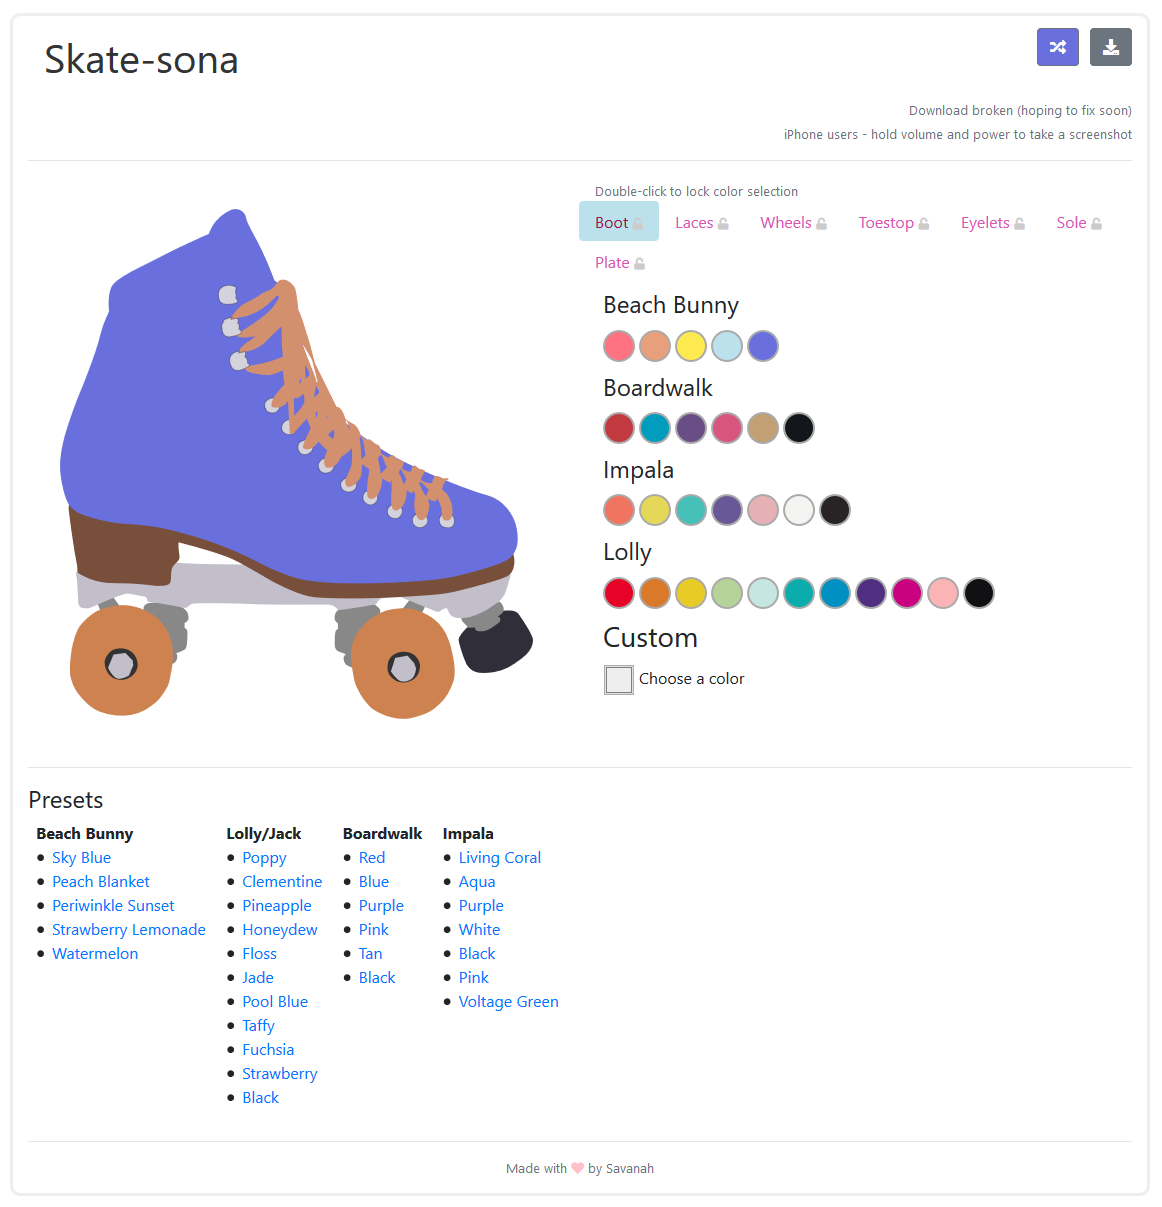 Skate-sona
Download broken (hoping to fix soon)
iPhone users - hold volume and power to take a screenshot
Double-click to lock color selection
Boot Laces Wheels Toestop Eyelets Sole
Plate
Beach Bunny
Boardwalk
Impala
Lolly
Custom
Choose a color
Presets
Beach Bunny
Sky Blue
Peach Blanket
Periwinkle Sunset
Strawberry Lemonade
Watermelon
Lolly/Jack
Poppy
Clementine
Pineapple
Honeydew
Floss
Jade
Pool Blue
Taffy
Fuchsia
Strawberry
Black
Boardwalk
Red
Blue
Purple
Pink
Tan
Black
Impala
Living Coral
Aqua
Purple
White
Black
Pink
Voltage Green
Made with by Savanah